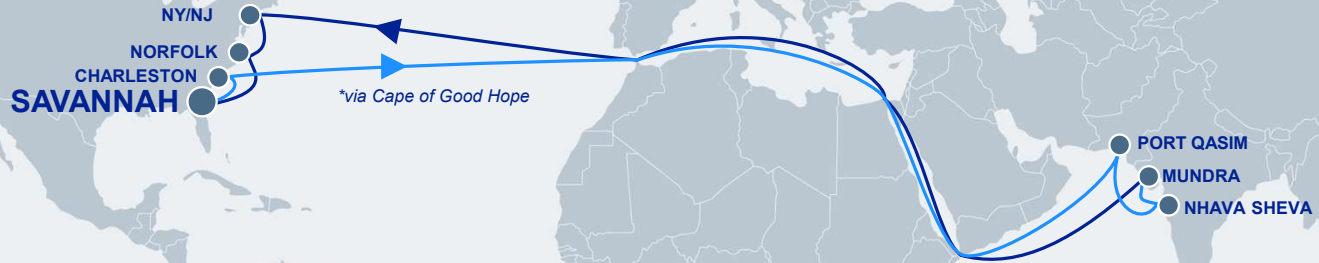 NY/NJ
NORFOLK
CHARLESTON
SAVANNAH
*via Cape of Good Hope
PORT QASIM
MUNDRA
NHAVA SHEVA